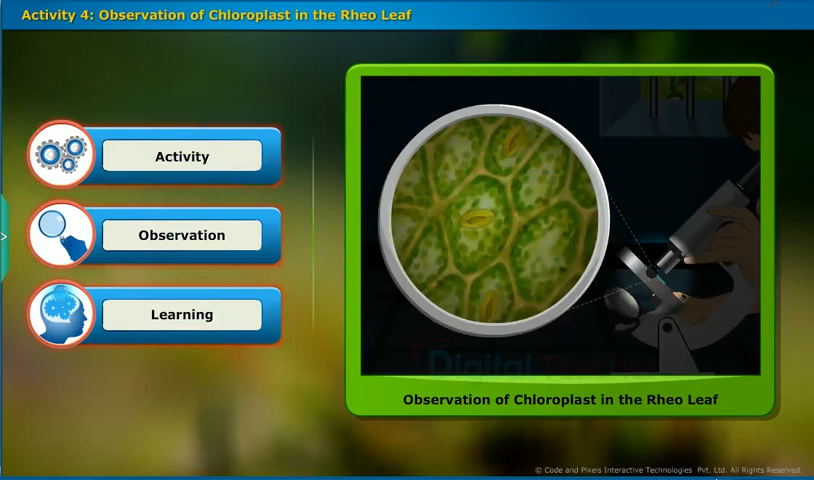 Activity 4: Observation of Chloroplast in the Rheo Leaf
Activity
Observation
Learning
Digital
Observation of Chloroplast in the Rheo Leaf
© Code and Pixels Interactive Technologies Pvt. Ltd. All Rights Reserved.